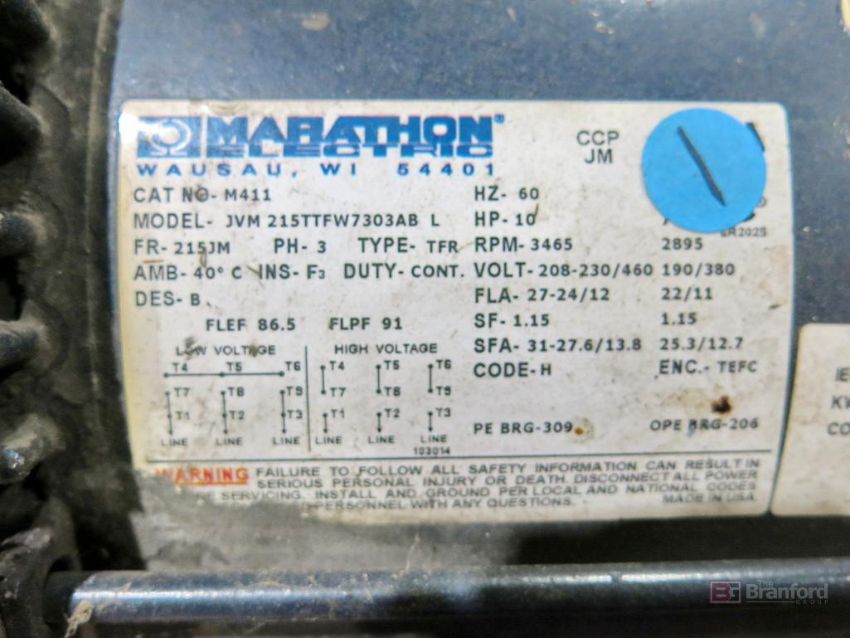 MARATHON®
ELECTRIC
WAUSAU, WI 54401
CCP
JM
CAT NO- M411
HZ- 60
MODEL- JVM 215TTFW7303AB L
HP-10
FR-215JM PH- 3 TYPE- TFR
RPM-3465 2895
AMB- 40° C INS- F3 DUTY- CONT.
VOLT-208-230/460 190/380
DES- B
FLA- 27-24/12 22/11
SF- 1.15 1.15
FLEF 86.5 FLPF 91
SFA- 31-27.6/13.8 25.3/12.7
LOW VOLTAGE HIGH VOLTAGE
CODE-H ENC.- TEFC
T4 T5 T6 T4 T5 T6
T7 T8 T9 T7 T8 T9
T1 T2 T3 T1 T2 T3
LINE LINE LINE LINE LINE LINE
103014
PE BRG-309 OPE BRG-206
WARNING FAILURE TO FOLLOW ALL SAFETY INFORMATION CAN RESULT IN
SERIOUS PERSONAL INJURY OR DEATH. DISCONNECT ALL POWER
SERVICING, INSTALL AND GROUND PER LOCAL AND NATIONAL CODES
PERSONNEL WITH ANY QUESTIONS. MADE IN USA
IE
KW
CO
THE
Branford
GROUP